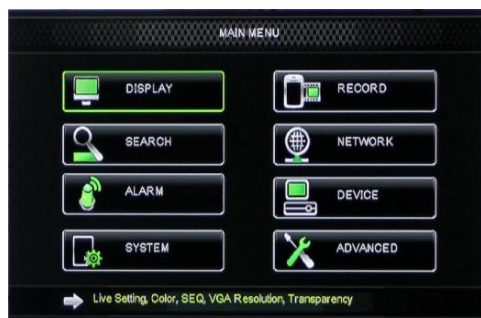 MAIN MENU
DISPLAY
RECORD
SEARCH
NETWORK
ALARM
DEVICE
SYSTEM
ADVANCED
Live Setting, Color, SEQ, VGA Resolution, Transparency